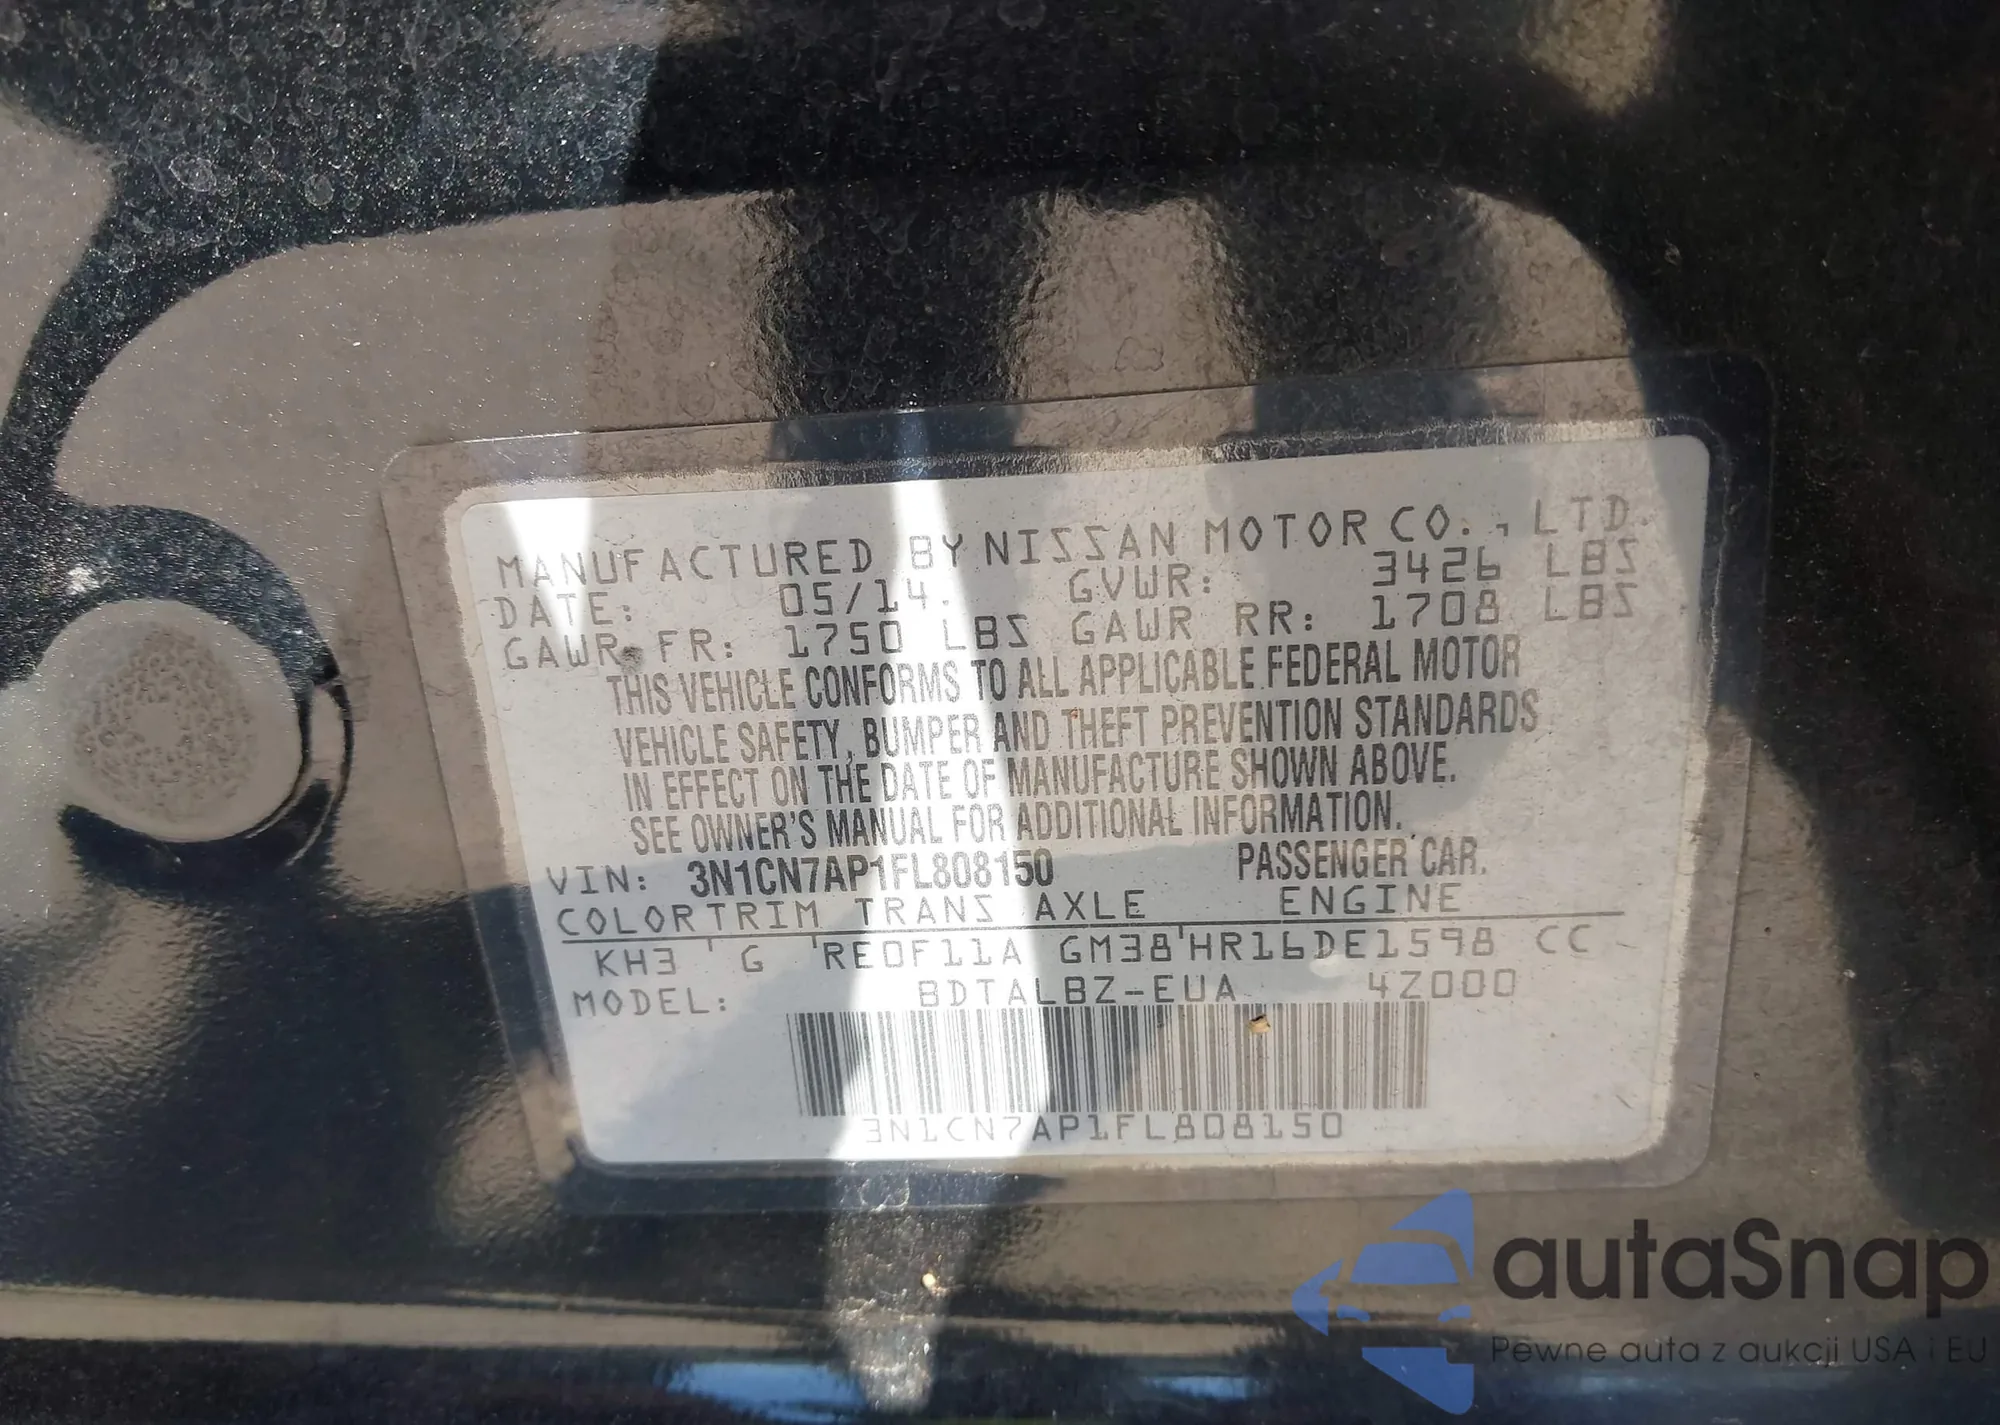 MANUFACTURED BY NISSAN MOTOR CO., LTD.
DATE: 05/14. GVWR: 3426 LBS
GAWR FR: 1750 LBS GAWR RR: 1708 LBS
THIS VEHICLE CONFORMS TO ALL APPLICABLE FEDERAL MOTOR
VEHICLE SAFETY, BUMPER AND THEFT PREVENTION STANDARDS
IN EFFECT ON THE DATE OF MANUFACTURE SHOWN ABOVE.
SEE OWNER'S MANUAL FOR ADDITIONAL INFORMATION.
VIN: 3N1CN7AP1FL808150 PASSENGER CAR.
COLOR TRIM TRANS AXLE ENGINE
KH3 G RE0F11A GM38 HR16DE1598 CC
MODEL: BDTALBZ-EUA 4Z000
3N1CN7AP1FL808150
autaSnap
Pewne auta z aukcji USA i EU